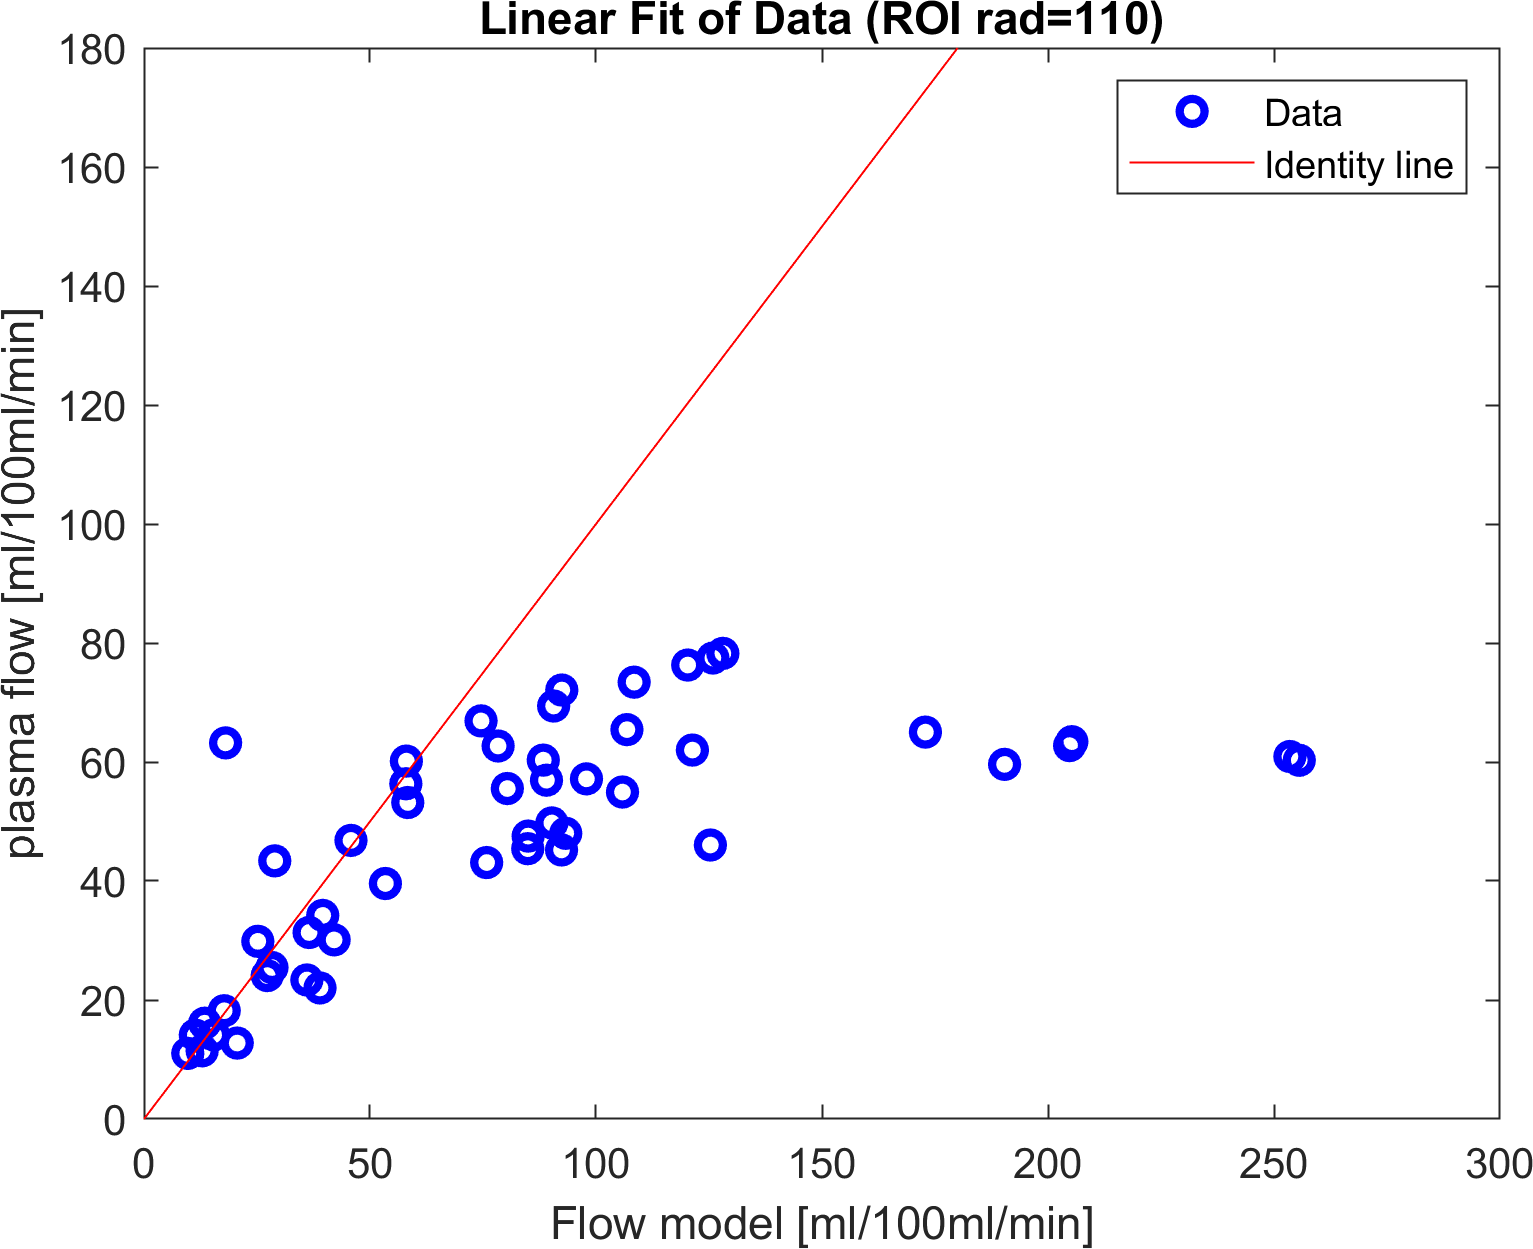 Linear Fit of Data (ROI rad=110)
180
160
140
120
100
80
60
40
20
0
plasma flow [ml/100ml/min]
Data
Identity line
0 50 100 150 200 250 300
Flow model [ml/100ml/min]